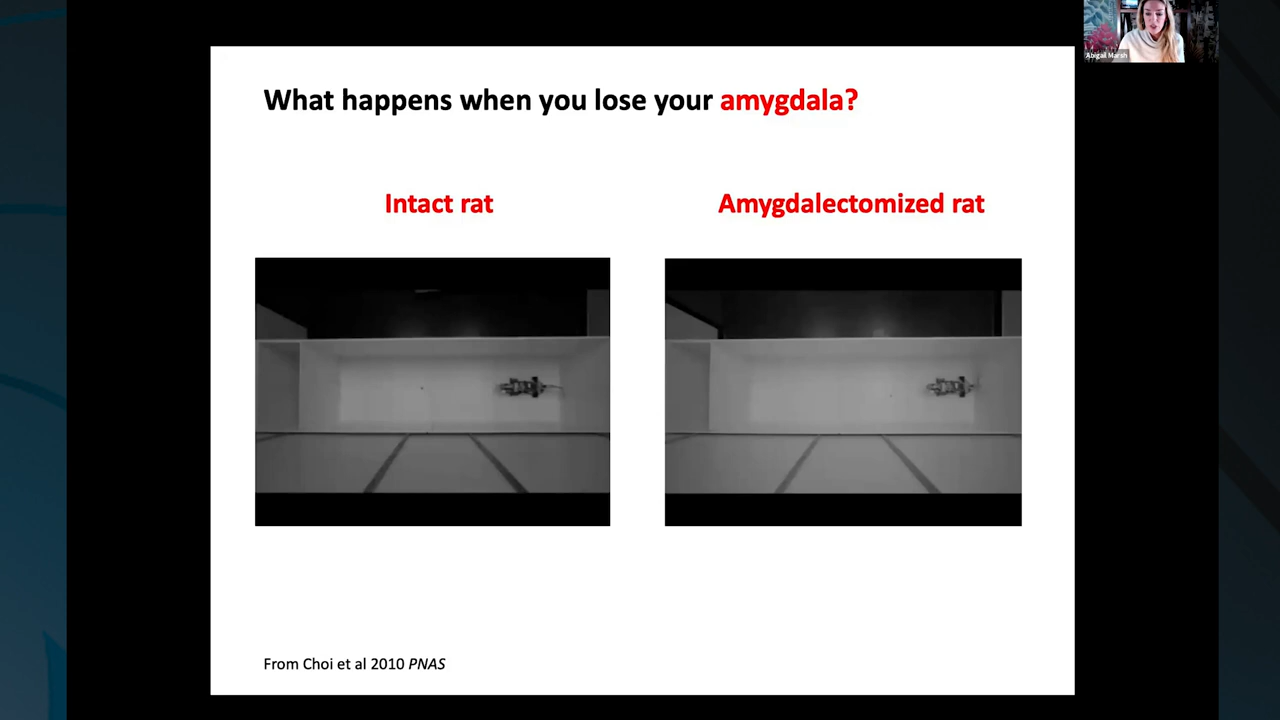 Abigail Marsh
What happens when you lose your amygdala?
Intact rat
Amygdalectomized rat
From Choi et al 2010 PNAS